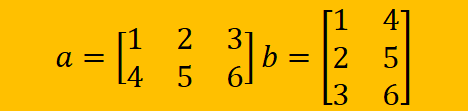 a = [1 2 3; 4 5 6] b = [1 4; 2 5; 3 6]